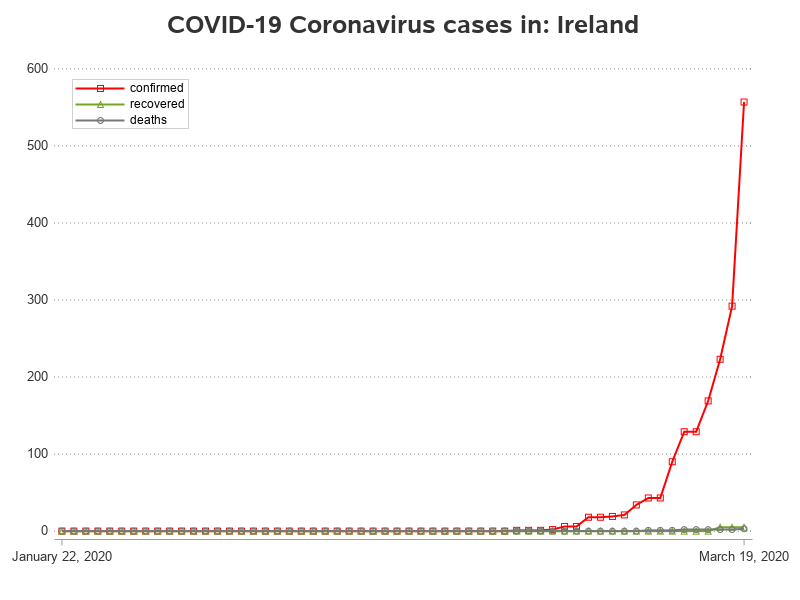 COVID-19 Coronavirus cases in: Ireland
600
confirmed
recovered
deaths
500
400
300
200
100
0
January 22, 2020
March 19, 2020